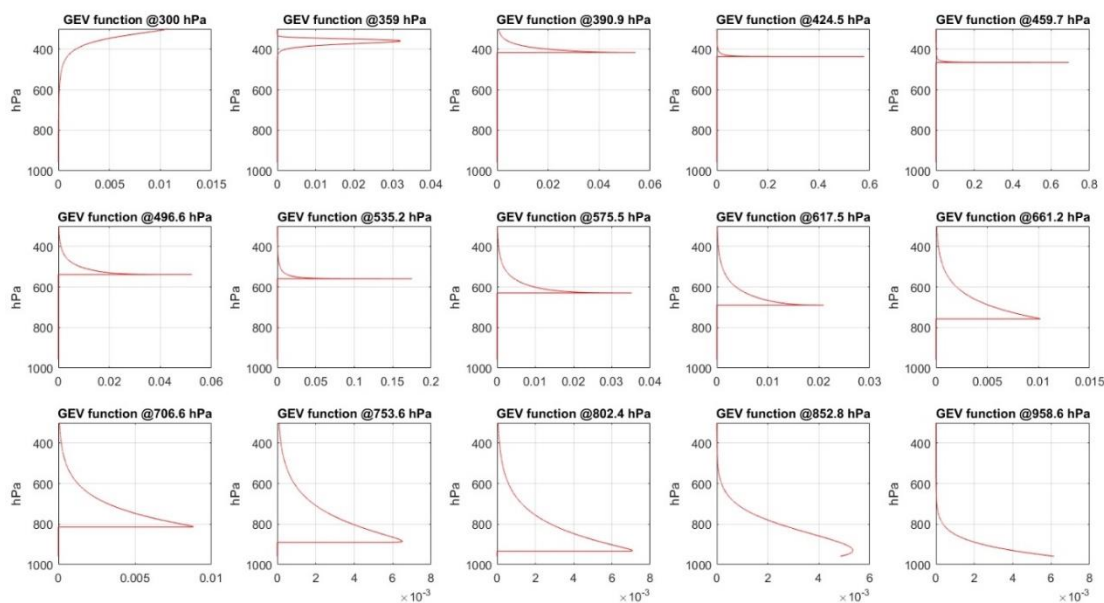 GEV function @300 hPa
GEV function @359 hPa
GEV function @390.9 hPa
GEV function @424.5 hPa
GEV function @459.7 hPa
hPa
400
600
800
1000
0 0.005 0.01 0.015
hPa
400
600
800
1000
0 0.01 0.02 0.03 0.04
hPa
400
600
800
1000
0 0.02 0.04 0.06
hPa
400
600
800
1000
0 0.2 0.4 0.6
hPa
400
600
800
1000
0 0.2 0.4 0.6 0.8
GEV function @496.6 hPa
GEV function @535.2 hPa
GEV function @575.5 hPa
GEV function @617.5 hPa
GEV function @661.2 hPa
hPa
400
600
800
1000
0 0.02 0.04 0.06
hPa
400
600
800
1000
0 0.05 0.1 0.15 0.2
hPa
400
600
800
1000
0 0.01 0.02 0.03 0.04
hPa
400
600
800
1000
0 0.01 0.02 0.03
hPa
400
600
800
1000
0 0.005 0.01 0.015
GEV function @706.6 hPa
GEV function @753.6 hPa
GEV function @802.4 hPa
GEV function @852.8 hPa
GEV function @958.6 hPa
hPa
400
600
800
1000
0 0.005 0.01
hPa
400
600
800
1000
0 2 4 6 8
×10⁻³
hPa
400
600
800
1000
0 2 4 6 8
×10⁻³
hPa
400
600
800
1000
0 2 4 6
×10⁻³
hPa
400
600
800
1000
0 2 4 6 8
×10⁻³